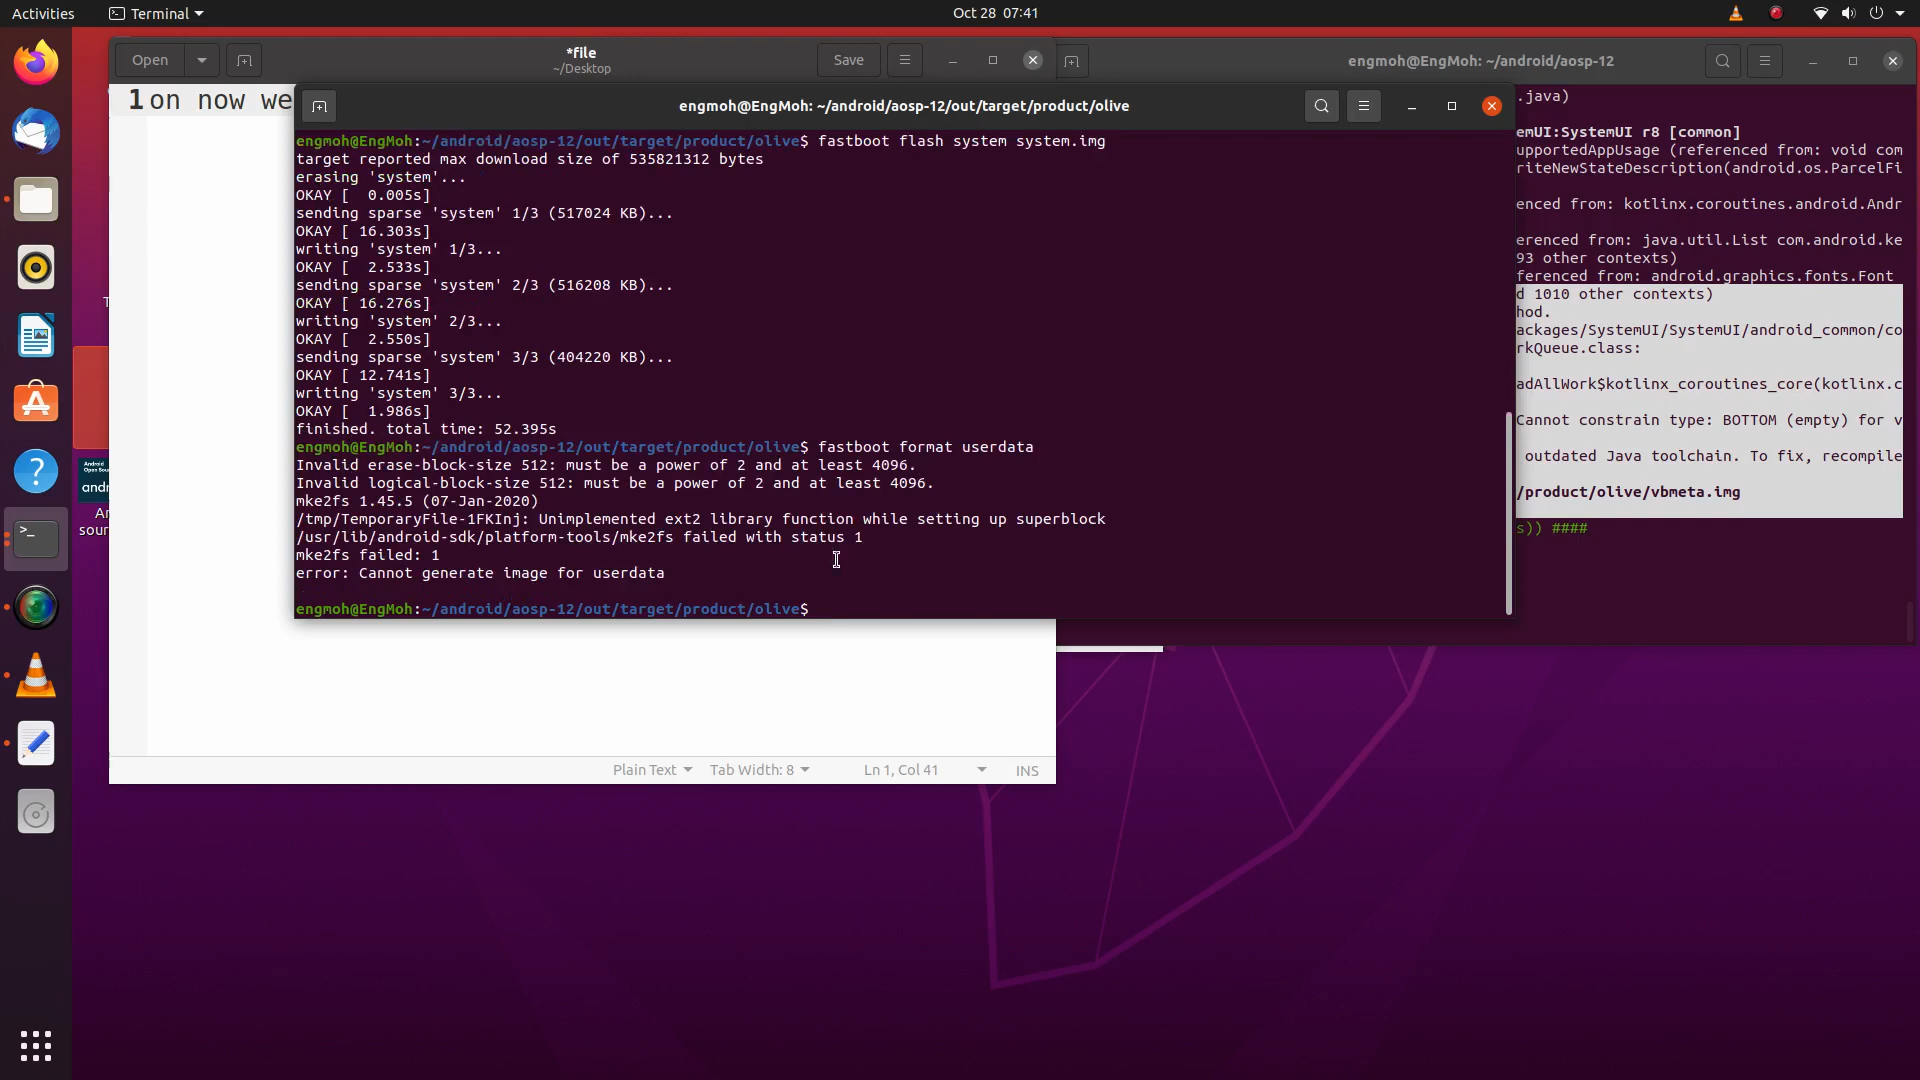 Activities
Terminal
Oct 28 07:41
Open
*file
~/Desktop
Save
engmoh@EngMoh: ~/android/aosp-12
1 on now we
engmoh@EngMoh: ~/android/aosp-12/out/target/product/olive
engmoh@EngMoh:~/android/aosp-12/out/target/product/olive$ fastboot flash system system.img
target reported max download size of 535821312 bytes
erasing 'system'...
OKAY [  0.005s]
sending sparse 'system' 1/3 (517024 KB)...
OKAY [ 16.303s]
writing 'system' 1/3...
OKAY [  2.533s]
sending sparse 'system' 2/3 (516208 KB)...
OKAY [ 16.276s]
writing 'system' 2/3...
OKAY [  2.550s]
sending sparse 'system' 3/3 (404220 KB)...
OKAY [ 12.741s]
writing 'system' 3/3...
OKAY [  1.986s]
finished. total time: 52.395s
engmoh@EngMoh:~/android/aosp-12/out/target/product/olive$ fastboot format userdata
Invalid erase-block-size 512: must be a power of 2 and at least 4096.
Invalid logical-block-size 512: must be a power of 2 and at least 4096.
mke2fs 1.45.5 (07-Jan-2020)
/tmp/TemporaryFile-1FKInj: Unimplemented ext2 library function while setting up superblock
/usr/lib/android-sdk/platform-tools/mke2fs failed with status 1
mke2fs failed: 1
error: Cannot generate image for userdata
engmoh@EngMoh:~/android/aosp-12/out/target/product/olive$
.java)
emUI:SystemUI r8 [common]
upportedAppUsage (referenced from: void com
riteNewStateDescription(android.os.ParcelFi
enced from: kotlinx.coroutines.android.Andr
erenced from: java.util.List com.android.ke
93 other contexts)
ferenced from: android.graphics.fonts.Font
d 1010 other contexts)
hod.
ackages/SystemUI/SystemUI/android_common/co
rkQueue.class:
adAllWork$kotlinx_coroutines_core(kotlinx.c
Cannot constrain type: BOTTOM (empty) for v
outdated Java toolchain. To fix, recompile
/product/olive/vbmeta.img
s)) ####
T
Android
Open Sou
andr
An
sour
Plain Text
Tab Width: 8
Ln 1, Col 41
INS